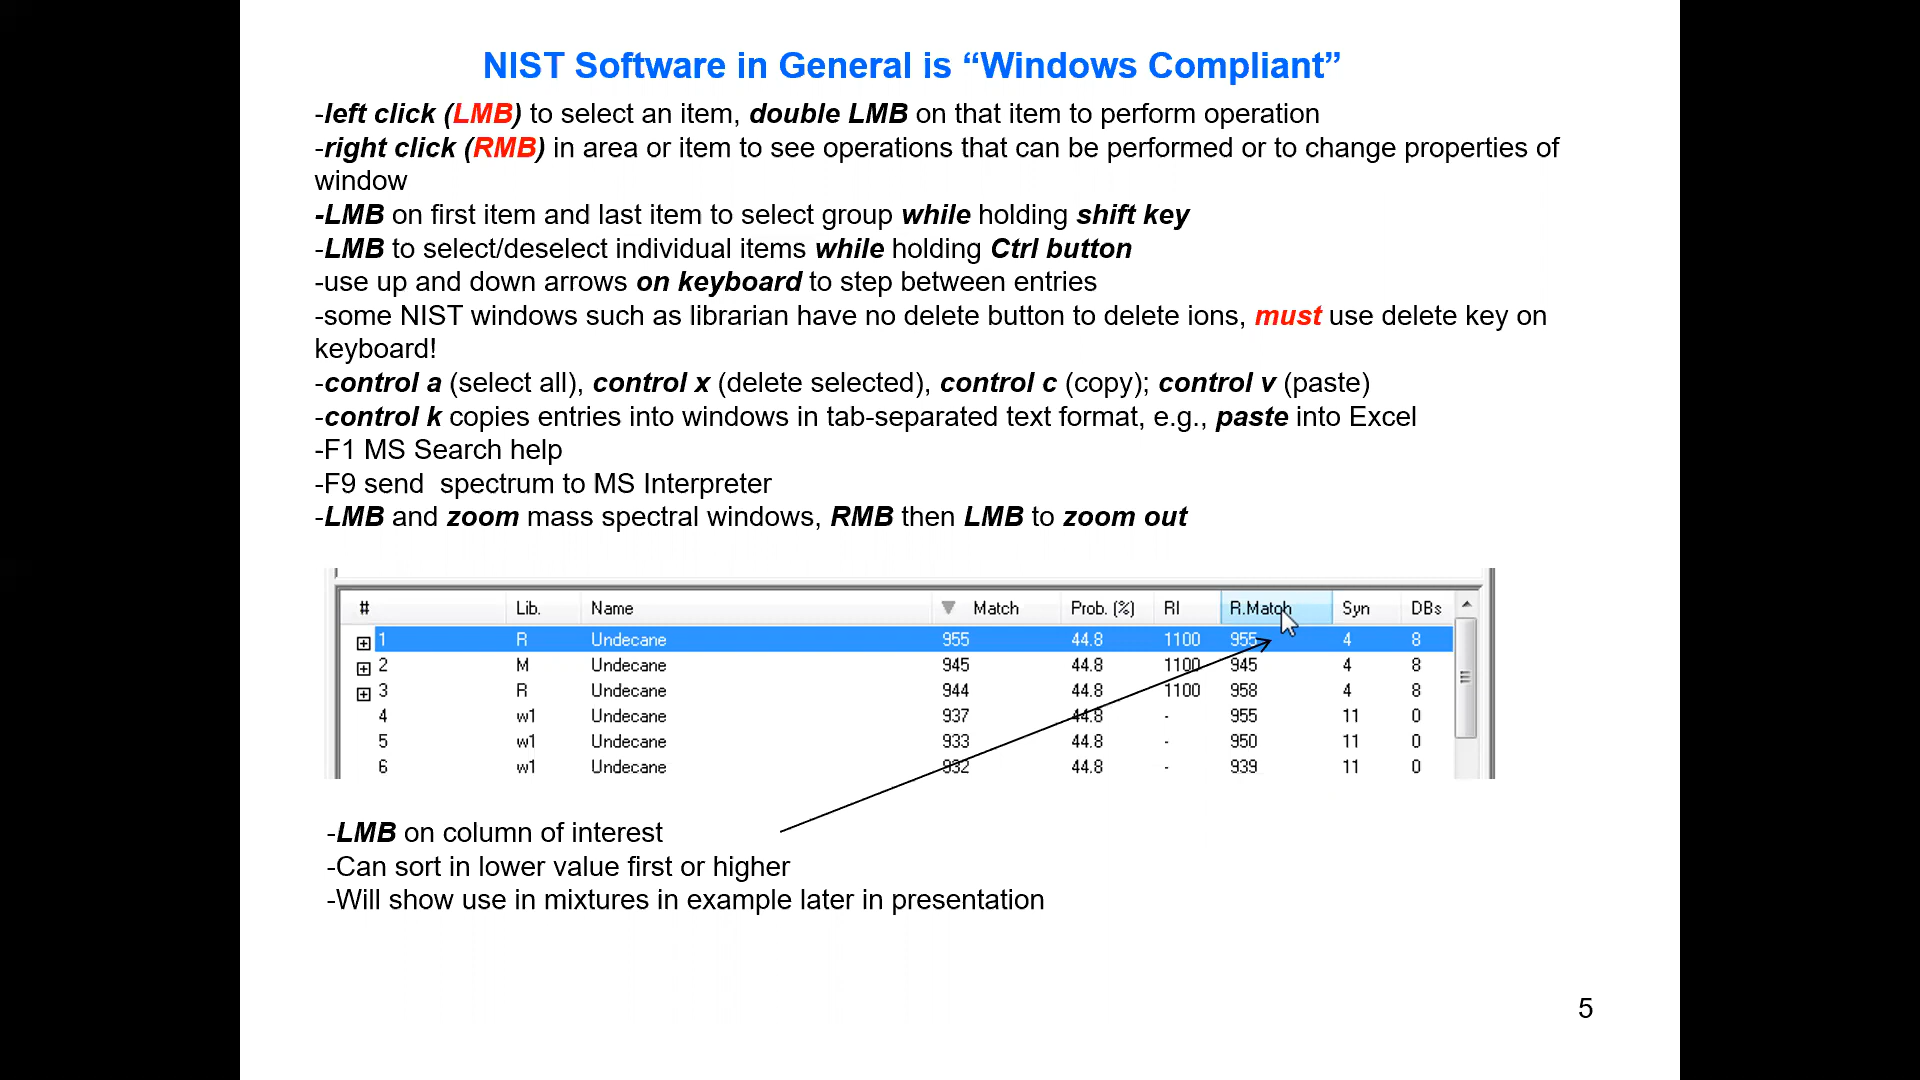 NIST Software in General is “Windows Compliant”
-left click (LMB) to select an item, double LMB on that item to perform operation
-right click (RMB) in area or item to see operations that can be performed or to change properties of
window
-LMB on first item and last item to select group while holding shift key
-LMB to select/deselect individual items while holding Ctrl button
-use up and down arrows on keyboard to step between entries
-some NIST windows such as librarian have no delete button to delete ions, must use delete key on
keyboard!
-control a (select all), control x (delete selected), control c (copy); control v (paste)
-control k copies entries into windows in tab-separated text format, e.g., paste into Excel
-F1 MS Search help
-F9 send  spectrum to MS Interpreter
-LMB and zoom mass spectral windows, RMB then LMB to zoom out
# Lib. Name Match Prob. (%) RI R.Match Syn DBs
1 R Undecane 955 44.8 1100 955 4 8
2 M Undecane 945 44.8 1100 945 4 8
3 R Undecane 944 44.8 1100 958 4 8
4 w1 Undecane 937 44.8 - 955 11 0
5 w1 Undecane 933 44.8 - 950 11 0
6 w1 Undecane 932 44.8 - 939 11 0
-LMB on column of interest
-Can sort in lower value first or higher
-Will show use in mixtures in example later in presentation
5